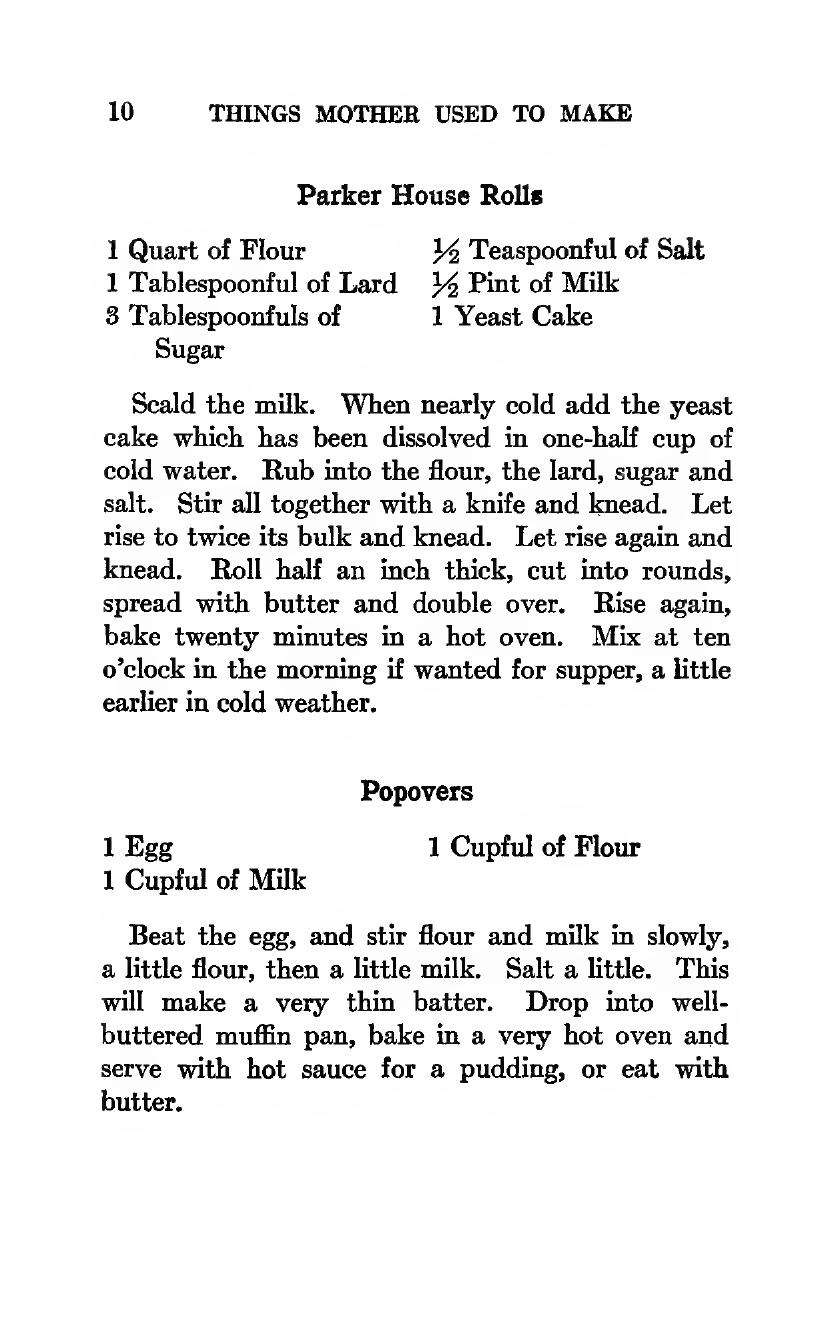 10 THINGS MOTHER USED TO MAKE
Parker House Rolls
1 Quart of Flour
1 Tablespoonful of Lard
3 Tablespoonfuls of
Sugar
½ Teaspoonful of Salt
½ Pint of Milk
1 Yeast Cake
Scald the milk. When nearly cold add the yeast
cake which has been dissolved in one-half cup of
cold water. Rub into the flour, the lard, sugar and
salt. Stir all together with a knife and knead. Let
rise to twice its bulk and knead. Let rise again and
knead. Roll half an inch thick, cut into rounds,
spread with butter and double over. Rise again,
bake twenty minutes in a hot oven. Mix at ten
o'clock in the morning if wanted for supper, a little
earlier in cold weather.
Popovers
1 Egg
1 Cupful of Milk
1 Cupful of Flour
Beat the egg, and stir flour and milk in slowly,
a little flour, then a little milk. Salt a little. This
will make a very thin batter. Drop into well-
buttered muffin pan, bake in a very hot oven and
serve with hot sauce for a pudding, or eat with
butter.